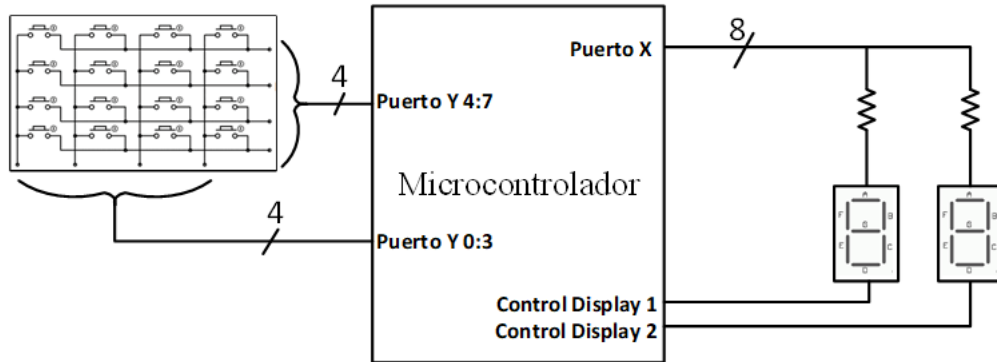 4
Puerto Y 4:7
4
Puerto Y 0:3
Microcontrolador
Puerto X
8
Control Display 1
Control Display 2
A
F
B
G
E
C
D
A
F
B
G
E
C
D